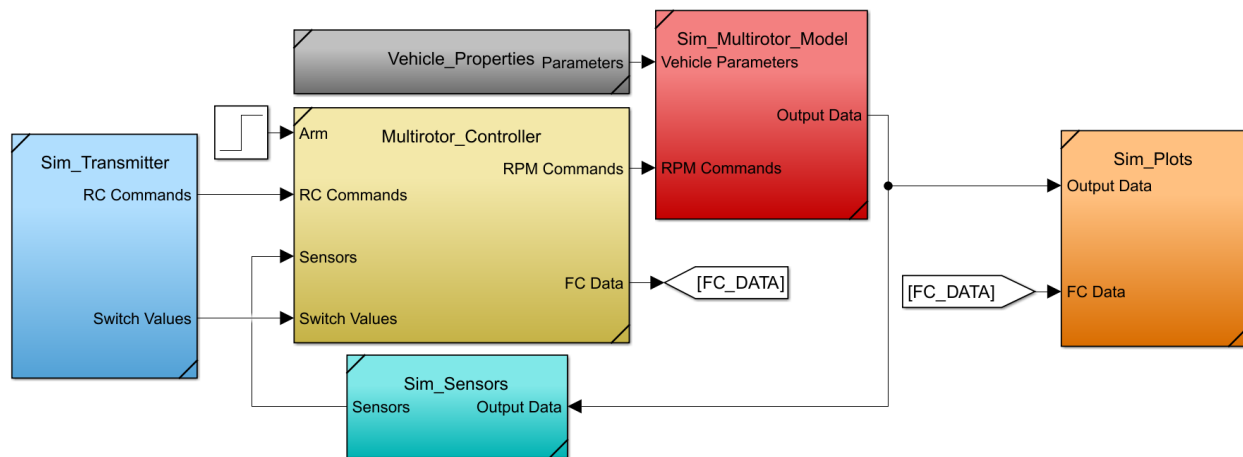 Vehicle_Properties
Parameters
Sim_Multirotor_Model
Vehicle Parameters
Output Data
RPM Commands
Arm
Multirotor_Controller
RPM Commands
RC Commands
Sensors
FC Data
Switch Values
Sim_Transmitter
RC Commands
Switch Values
[FC_DATA]
[FC_DATA]
Sim_Plots
Output Data
FC Data
Sim_Sensors
Sensors
Output Data